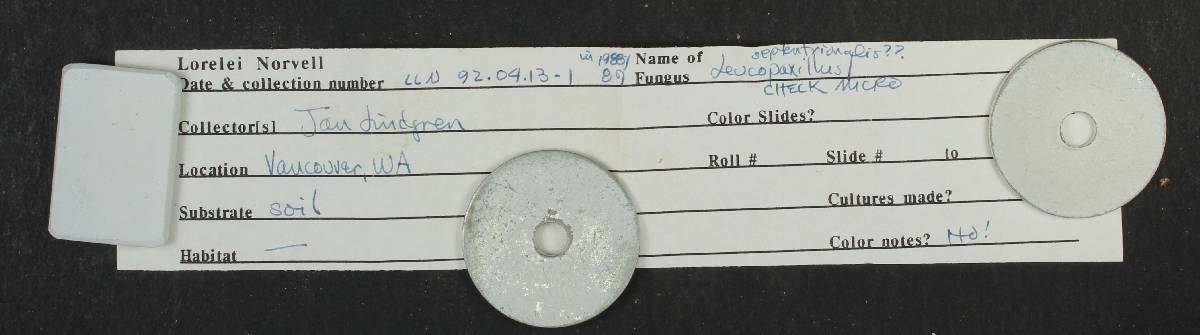 Lorelei Norvell
Date & collection number LLN 92.04.13-1 in 1988/89
Name of Fungus Leucopaxillus septentrionalis??
CHECK MICRO
Collector[s] Jan Lindgren
Color Slides?
Location Vancouver, WA
Roll # Slide # to
Substrate soil
Cultures made?
Habitat —
Color notes? No!